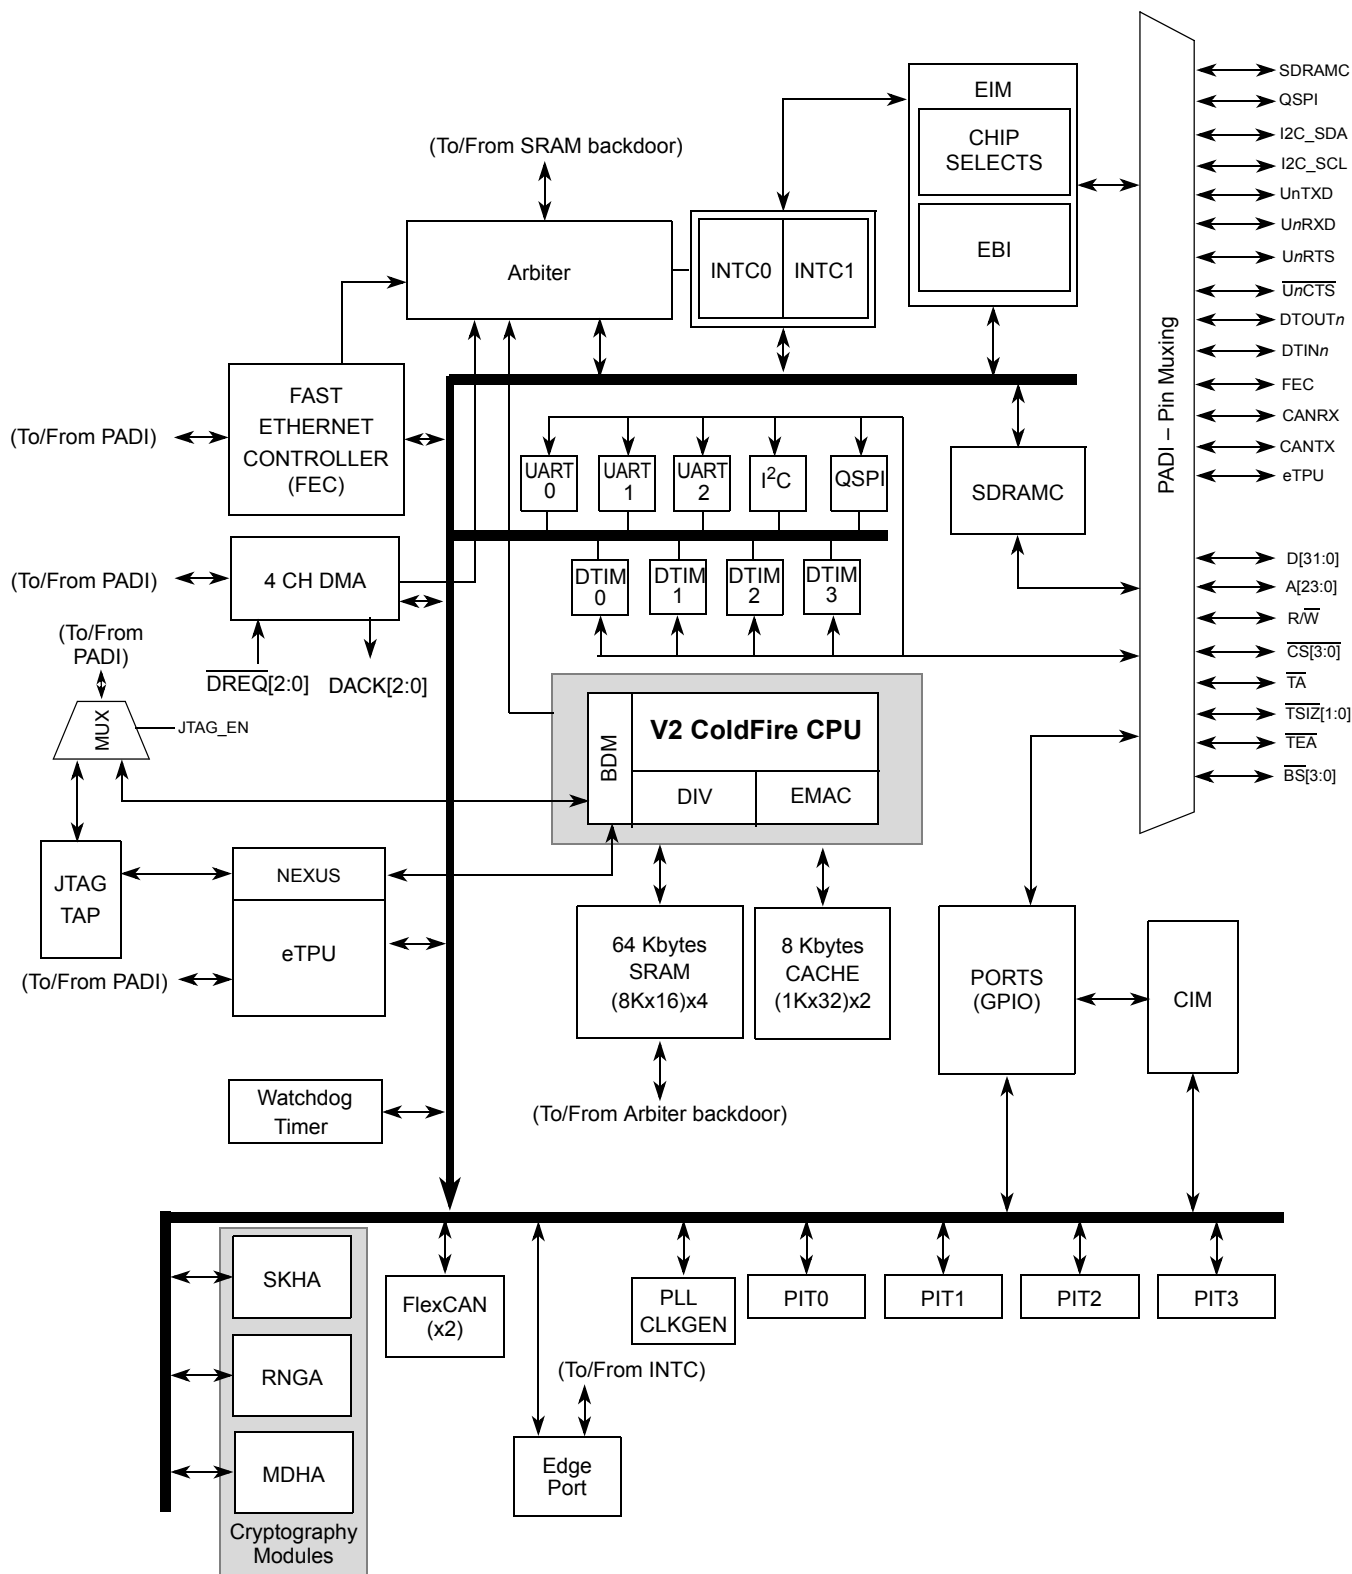 EIM
CHIP
SELECTS
EBI
(To/From SRAM backdoor)
Arbiter
INTC0
INTC1
FAST
ETHERNET
CONTROLLER
(FEC)
(To/From PADI)
UART
0
UART
1
UART
2
I²C
QSPI
SDRAMC
4 CH DMA
(To/From PADI)
DTIM
0
DTIM
1
DTIM
2
DTIM
3
(To/From
PADI)
DREQ[2:0]
DACK[2:0]
MUX
JTAG_EN
BDM
V2 ColdFire CPU
DIV
EMAC
JTAG
TAP
NEXUS
eTPU
(To/From PADI)
64 Kbytes
SRAM
(8Kx16)x4
8 Kbytes
CACHE
(1Kx32)x2
PORTS
(GPIO)
CIM
Watchdog
Timer
(To/From Arbiter backdoor)
SKHA
RNGA
MDHA
Cryptography
Modules
FlexCAN
(x2)
PLL
CLKGEN
PIT0
PIT1
PIT2
PIT3
(To/From INTC)
Edge
Port
PADI – Pin Muxing
SDRAMC
QSPI
I2C_SDA
I2C_SCL
UnTXD
UnRXD
UnRTS
UnCTS
DTOUTn
DTINn
FEC
CANRX
CANTX
eTPU
D[31:0]
A[23:0]
R/W
CS[3:0]
TA
TSIZ[1:0]
TEA
BS[3:0]